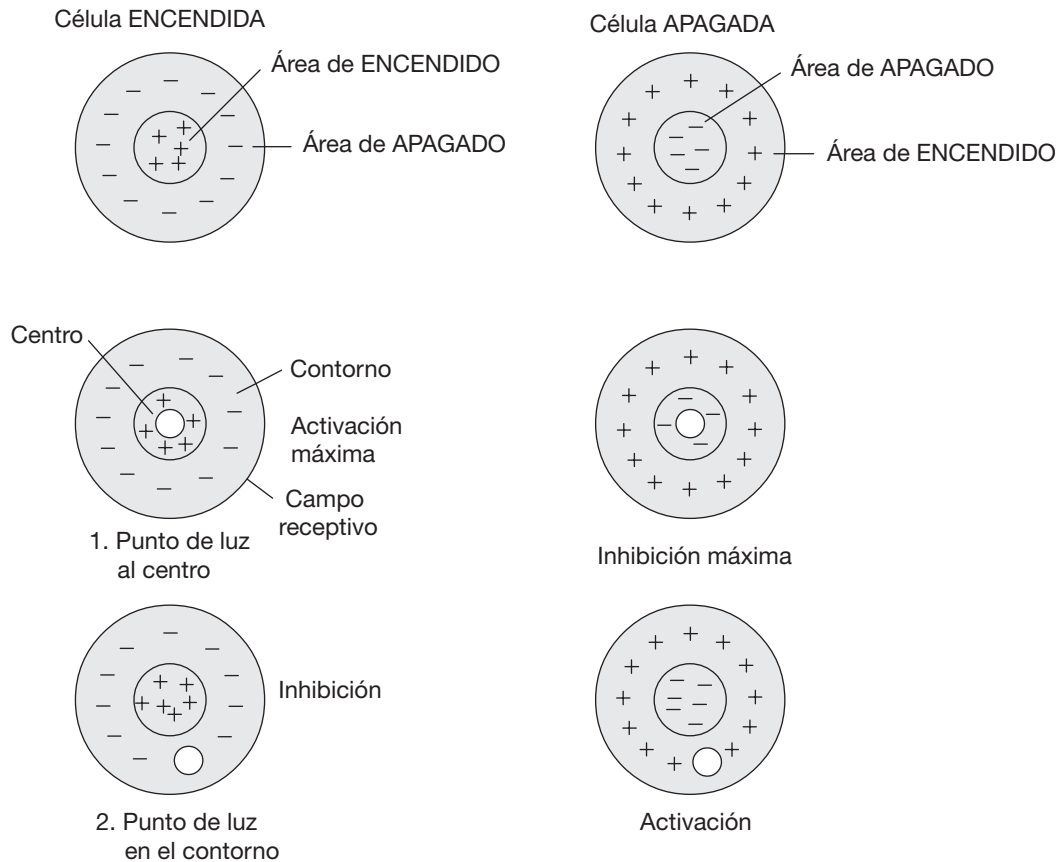 Célula ENCENDIDA
Célula APAGADA
Área de ENCENDIDO
Área de APAGADO
Área de APAGADO
Área de ENCENDIDO
Centro
Contorno
Activación
máxima
Campo
receptivo
1. Punto de luz
al centro
Inhibición máxima
Inhibición
2. Punto de luz
en el contorno
Activación